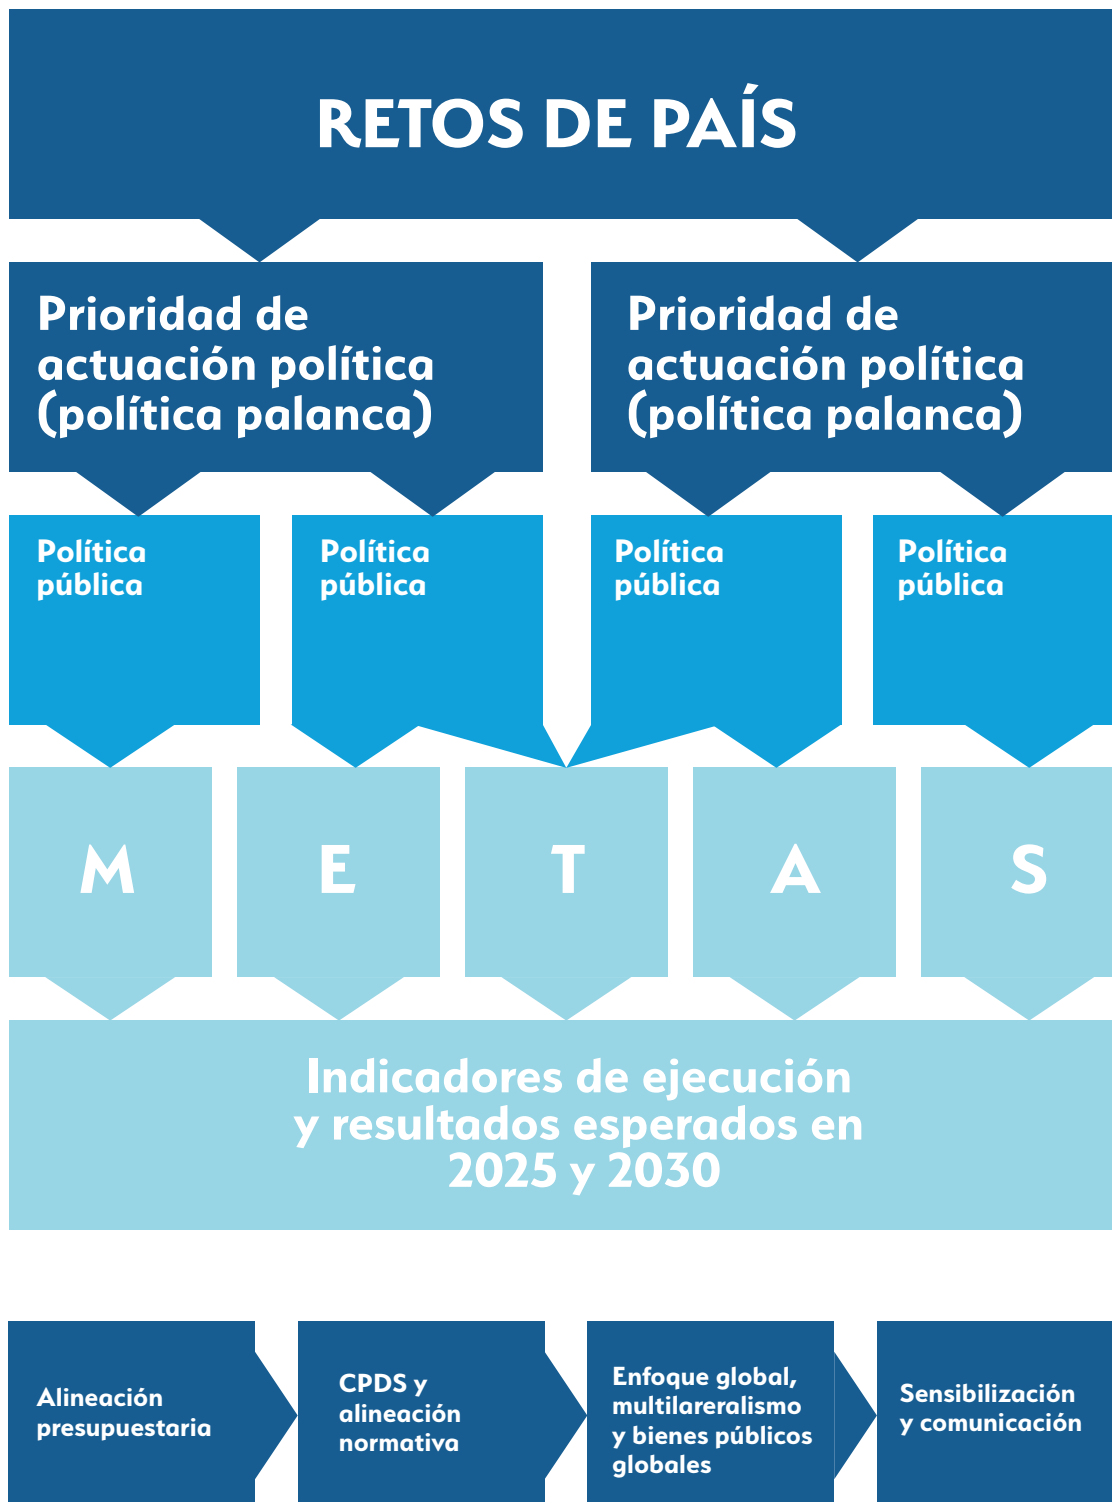 RETOS DE PAÍS
Prioridad de
actuación política
(política palanca)
Prioridad de
actuación política
(política palanca)
Política
pública
Política
pública
Política
pública
Política
pública
M E T A S
Indicadores de ejecución
y resultados esperados en
2025 y 2030
Alineación
presupuestaria
CPDS y
alineación
normativa
Enfoque global,
multilareralismo
y bienes públicos
globales
Sensibilización
y comunicación